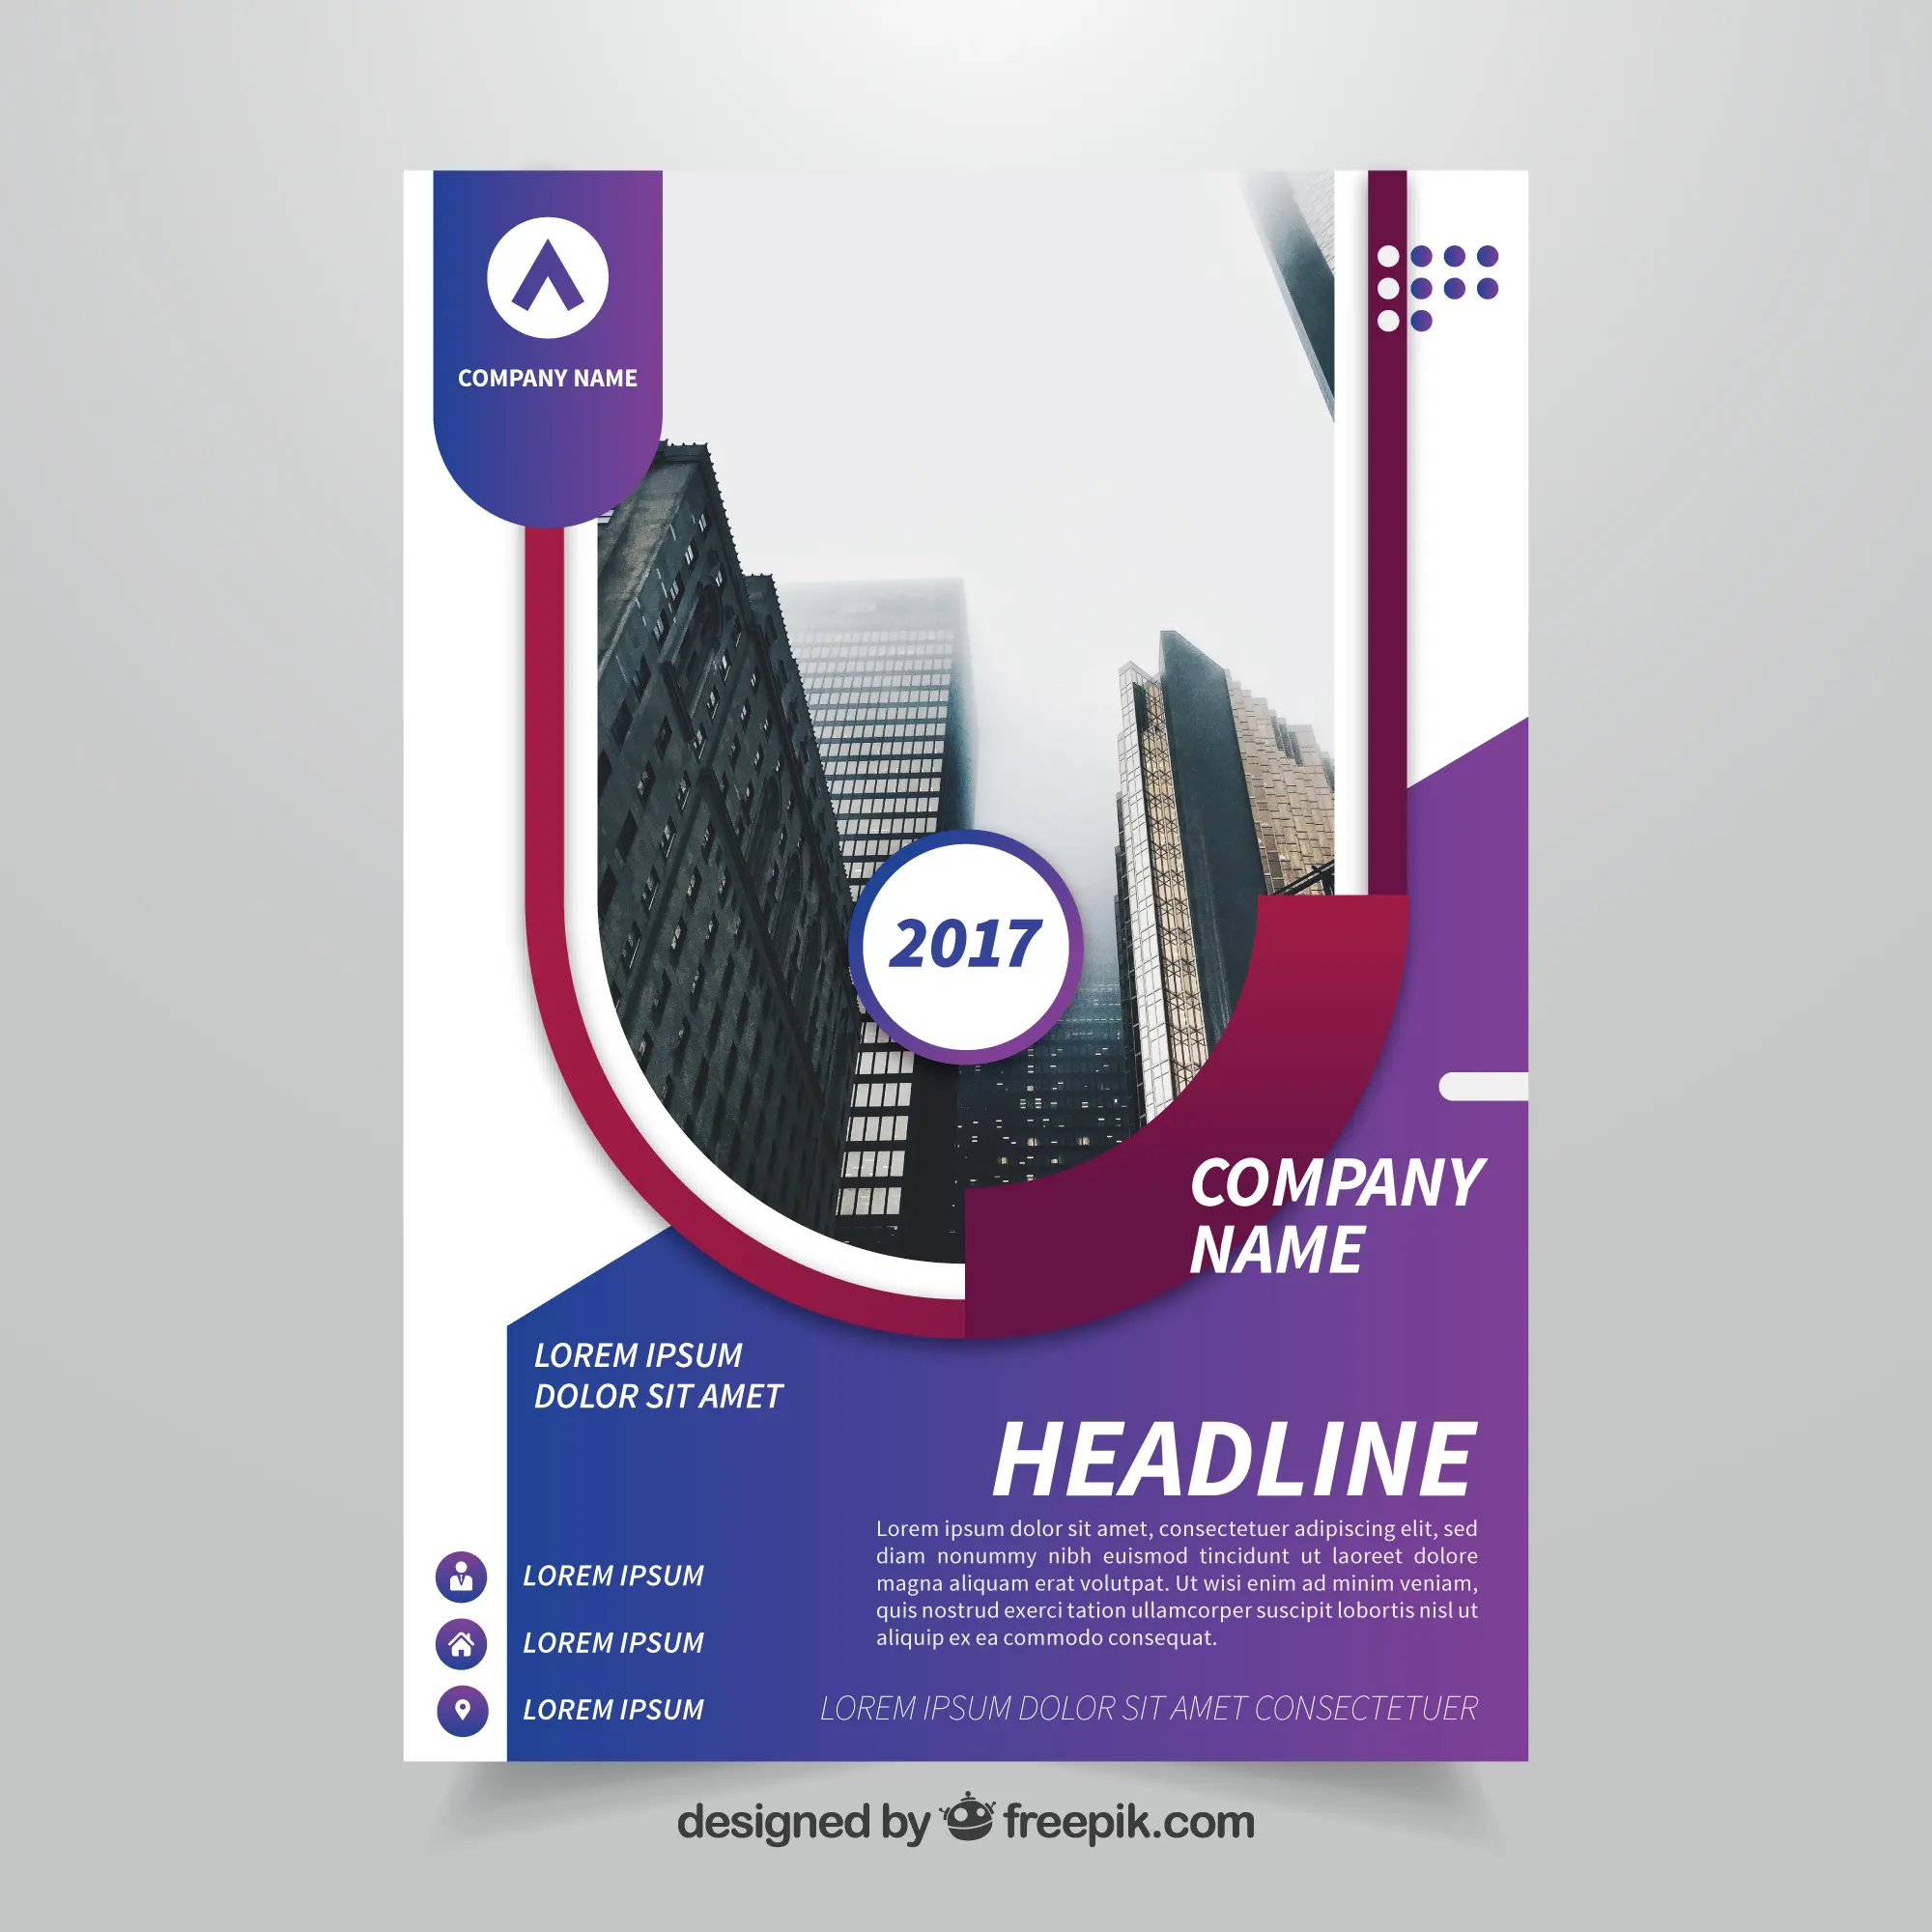 COMPANY NAME
2017
COMPANY
NAME
LOREM IPSUM
DOLOR SIT AMET
HEADLINE
Lorem ipsum dolor sit amet, consectetuer adipiscing elit, sed
diam nonummy nibh euismod tincidunt ut laoreet dolore
magna aliquam erat volutpat. Ut wisi enim ad minim veniam,
quis nostrud exerci tation ullamcorper suscipit lobortis nisl ut
aliquip ex ea commodo consequat.
LOREM IPSUM
LOREM IPSUM
LOREM IPSUM
LOREM IPSUM DOLOR SIT AMET CONSECTETUER
designed by freepik.com